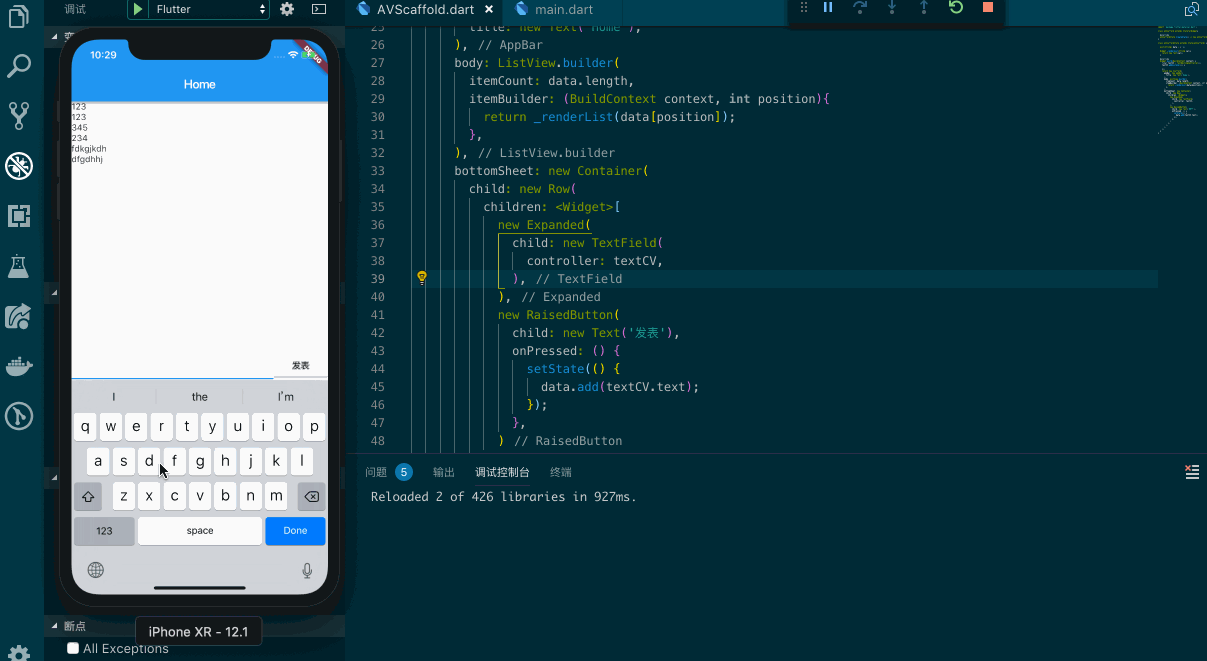 调试
Flutter
AVScaffold.dart
main.dart
10:29
DEBUG
Home
123
123
345
234
fdkgjkdh
dfgdhhj
发表
I the I'm
q w e r t y u i o p
a s d f g h j k l
z x c v b n m
123 space Done
iPhone XR - 12.1
断点
All Exceptions
25 title: new Text("Home"),
26 ), // AppBar
27 body: ListView.builder(
28 itemCount: data.length,
29 itemBuilder: (BuildContext context, int position){
30 return _renderList(data[position]);
31 },
32 ), // ListView.builder
33 bottomSheet: new Container(
34 child: new Row(
35 children: <Widget>[
36 new Expanded(
37 child: new TextField(
38 controller: textCV,
39 ), // TextField
40 ), // Expanded
41 new RaisedButton(
42 child: new Text('发表'),
43 onPressed: () {
44 setState(() {
45 data.add(textCV.text);
46 });
47 },
48 ) // RaisedButton
问题 5 输出 调试控制台 终端
Reloaded 2 of 426 libraries in 927ms.